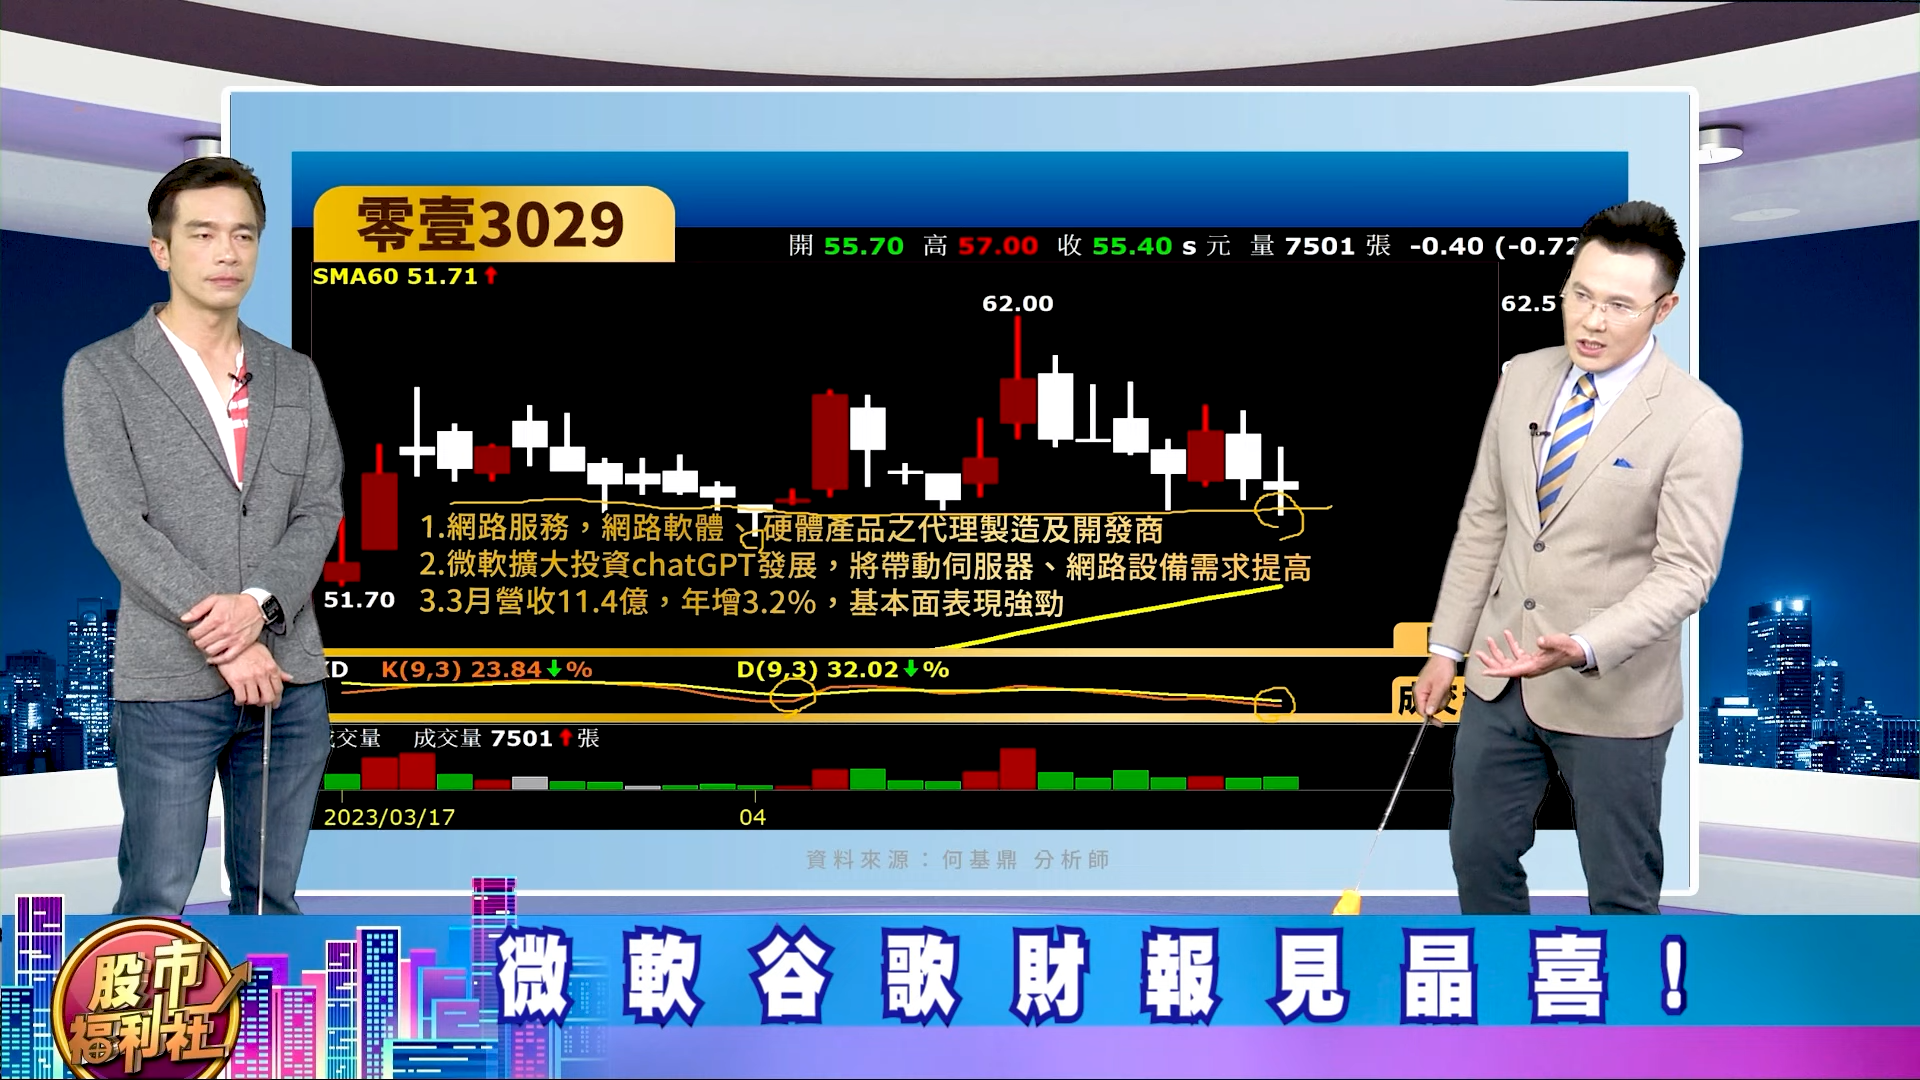 零壹3029
開 55.70 高 57.00 收 55.40 s 元 量 7501 張 -0.40 (-0.72
SMA60 51.71↑
62.00
62.5
1.網路服務，網路軟體、硬體產品之代理製造及開發商
2.微軟擴大投資chatGPT發展，將帶動伺服器、網路設備需求提高
3.3月營收11.4億，年增3.2%，基本面表現強勁
51.70
KD K(9,3) 23.84↓% D(9,3) 32.02↓%
成交
成交量 成交量 7501↑張
2023/03/17 04
資料來源：何基鼎 分析師
股市
福利社
微軟谷歌財報見晶喜！